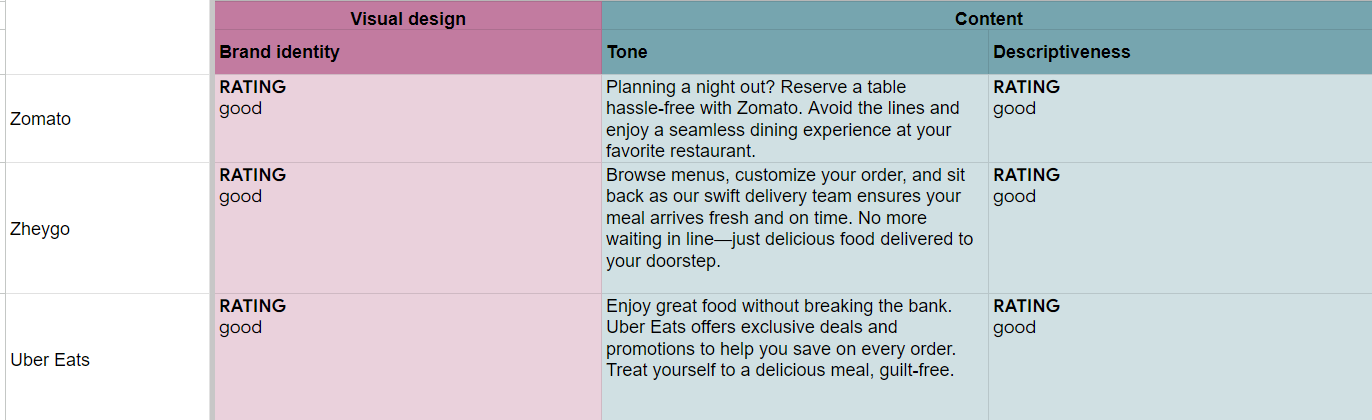 Visual design
Content
Brand identity
Tone
Descriptiveness
Zomato
RATING
good
Planning a night out? Reserve a table
hassle-free with Zomato. Avoid the lines and
enjoy a seamless dining experience at your
favorite restaurant.
RATING
good
Zheygo
RATING
good
Browse menus, customize your order, and sit
back as our swift delivery team ensures your
meal arrives fresh and on time. No more
waiting in line—just delicious food delivered to
your doorstep.
RATING
good
Uber Eats
RATING
good
Enjoy great food without breaking the bank.
Uber Eats offers exclusive deals and
promotions to help you save on every order.
Treat yourself to a delicious meal, guilt-free.
RATING
good